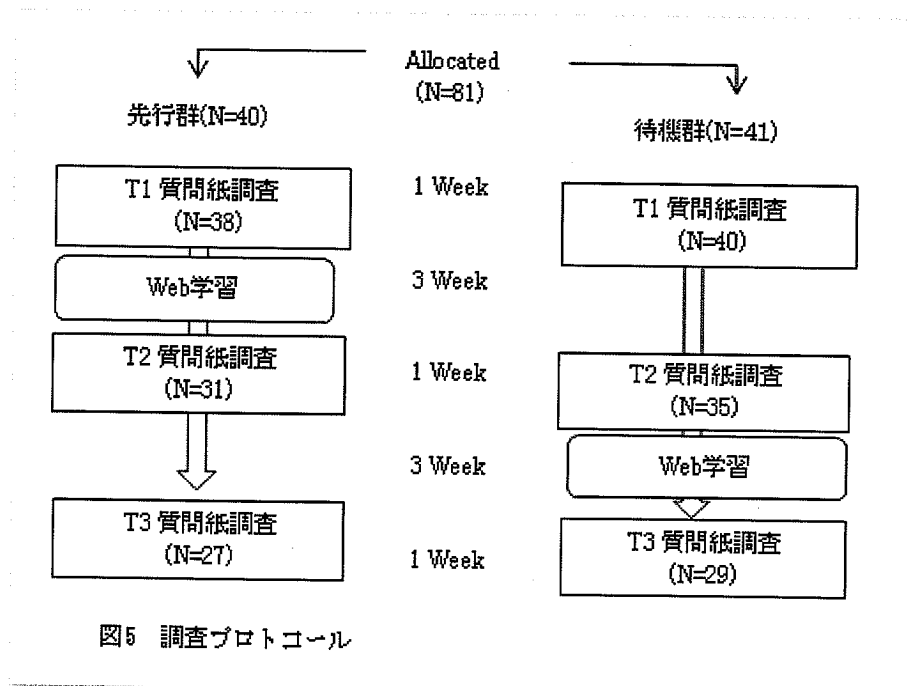 Allocated
(N=81)
先行群(N=40)
待機群(N=41)
T1 質問紙調査
(N=38)
1 Week
T1 質問紙調査
(N=40)
Web学習
3 Week
T2 質問紙調査
(N=31)
1 Week
T2 質問紙調査
(N=35)
3 Week
Web学習
T3 質問紙調査
(N=27)
1 Week
T3 質問紙調査
(N=29)
図5 調査プロトコール